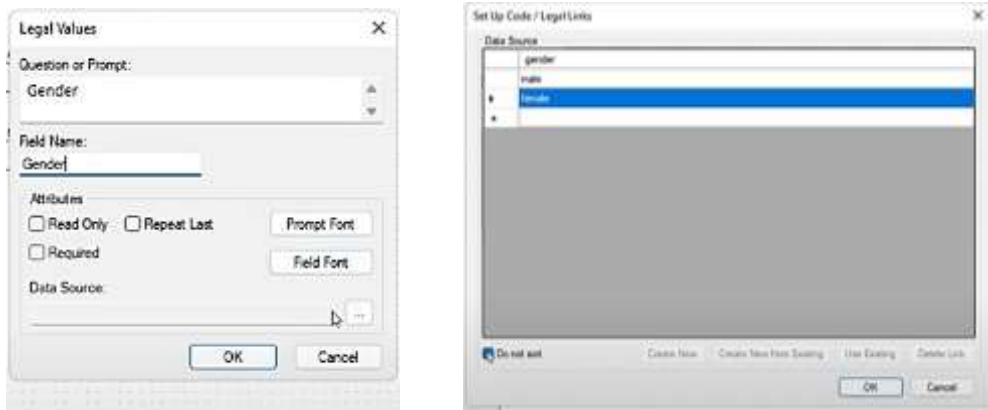 Legal Values
Question or Prompt:
Gender
Field Name:
Gender
Attributes
Read Only
Repeat Last
Prompt Font
Required
Field Font
Data Source:
...
OK
Cancel
Set Up Code / Legal Links
Data Source
gender
male
female
Do not sort
Create New
Create New From Existing
Use Existing
Delete Link
OK
Cancel